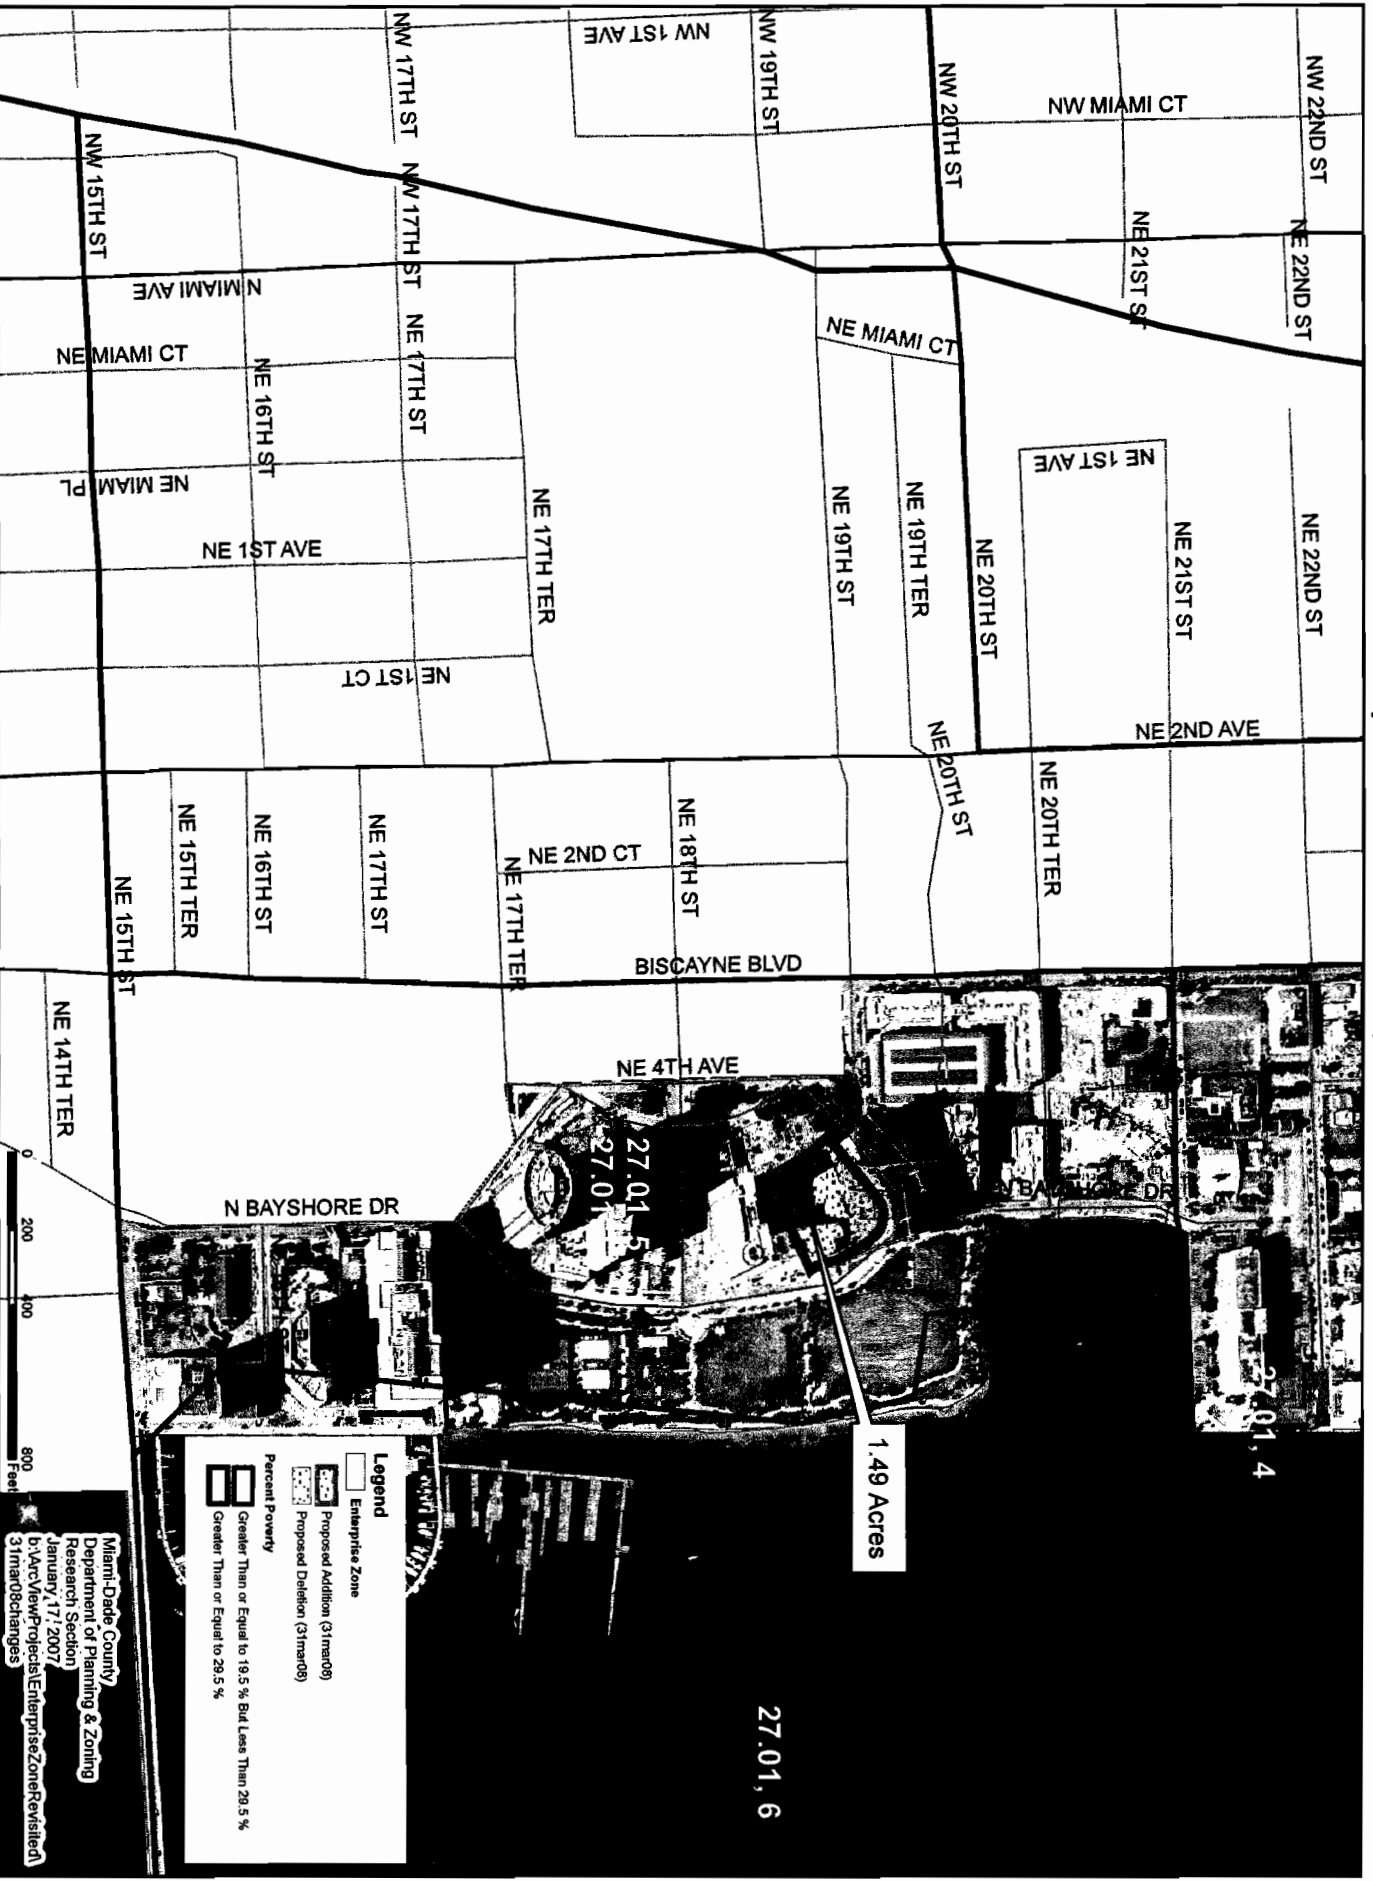 NW 1ST AVE
NW 17TH ST
NW 19TH ST
NW 20TH ST
NW MIAMI CT
NW 22ND ST
NW 15TH ST
NW 17TH ST
NE 21ST ST
NE 22ND ST
N MIAMI AVE
NE MIAMI CT
NE 16TH ST
NE 17TH ST
NE MIAMI CT
NE MIAMI PL
NE 1ST AVE
NE 1ST AVE
NE 17TH TER
NE 19TH ST
NE 19TH TER
NE 20TH ST
NE 21ST ST
NE 22ND ST
NE 1ST CT
NE 2ND AVE
NE 20TH ST
NE 20TH TER
NE 15TH TER
NE 16TH ST
NE 17TH ST
NE 2ND CT
NE 18TH ST
NE 17TH TER
NE 15TH ST
BISCAYNE BLVD
NE 14TH TER
NE 4TH AVE
27.01, 5
27.01
N BAYSHORE DR
N BAYSHORE DR
27.01, 4
1.49 Acres
27.01, 6
0 200 400 800
Feet
Legend
Enterprise Zone
Proposed Addition (31mar08)
Proposed Deletion (31mar08)
Percent Poverty
Greater Than or Equal to 19.5 % But Less Than 29.5 %
Greater Than or Equal to 29.5 %
Miami-Dade County
Department of Planning & Zoning
Research Section
January, 17, 2007
b:\ArcViewProjects\EnterpriseZoneRevisited\
31mar08changes